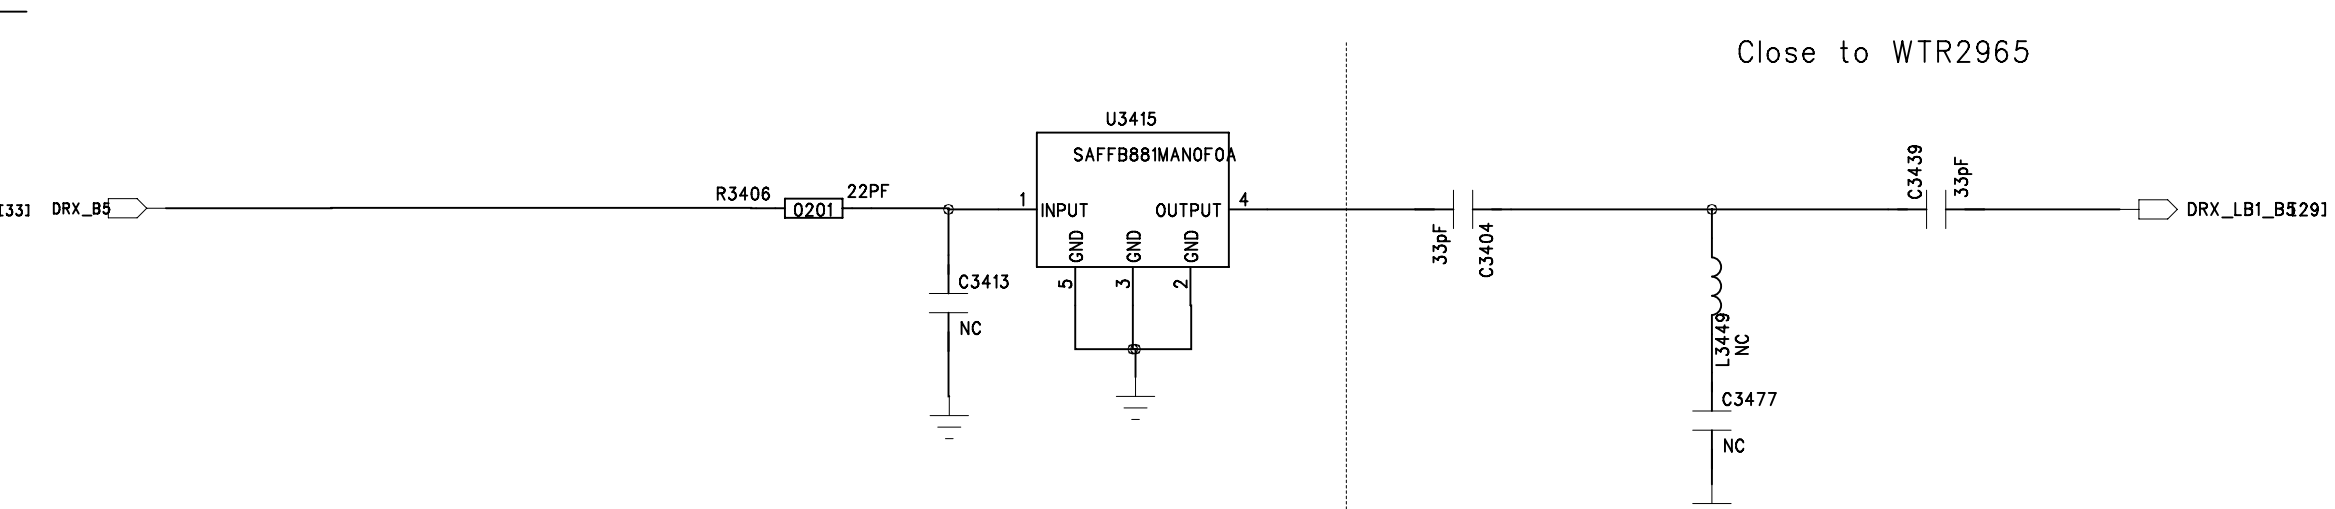 Close to WTR2965
U3415
SAFFB881MAN0F0A
[33] DRX_B5
R3406
0201
22PF
1
INPUT
OUTPUT
4
GND
GND
GND
5
3
2
C3413
NC
33pF
C3404
L3449
NC
C3477
NC
C3439
33pF
DRX_LB1_B5[29]